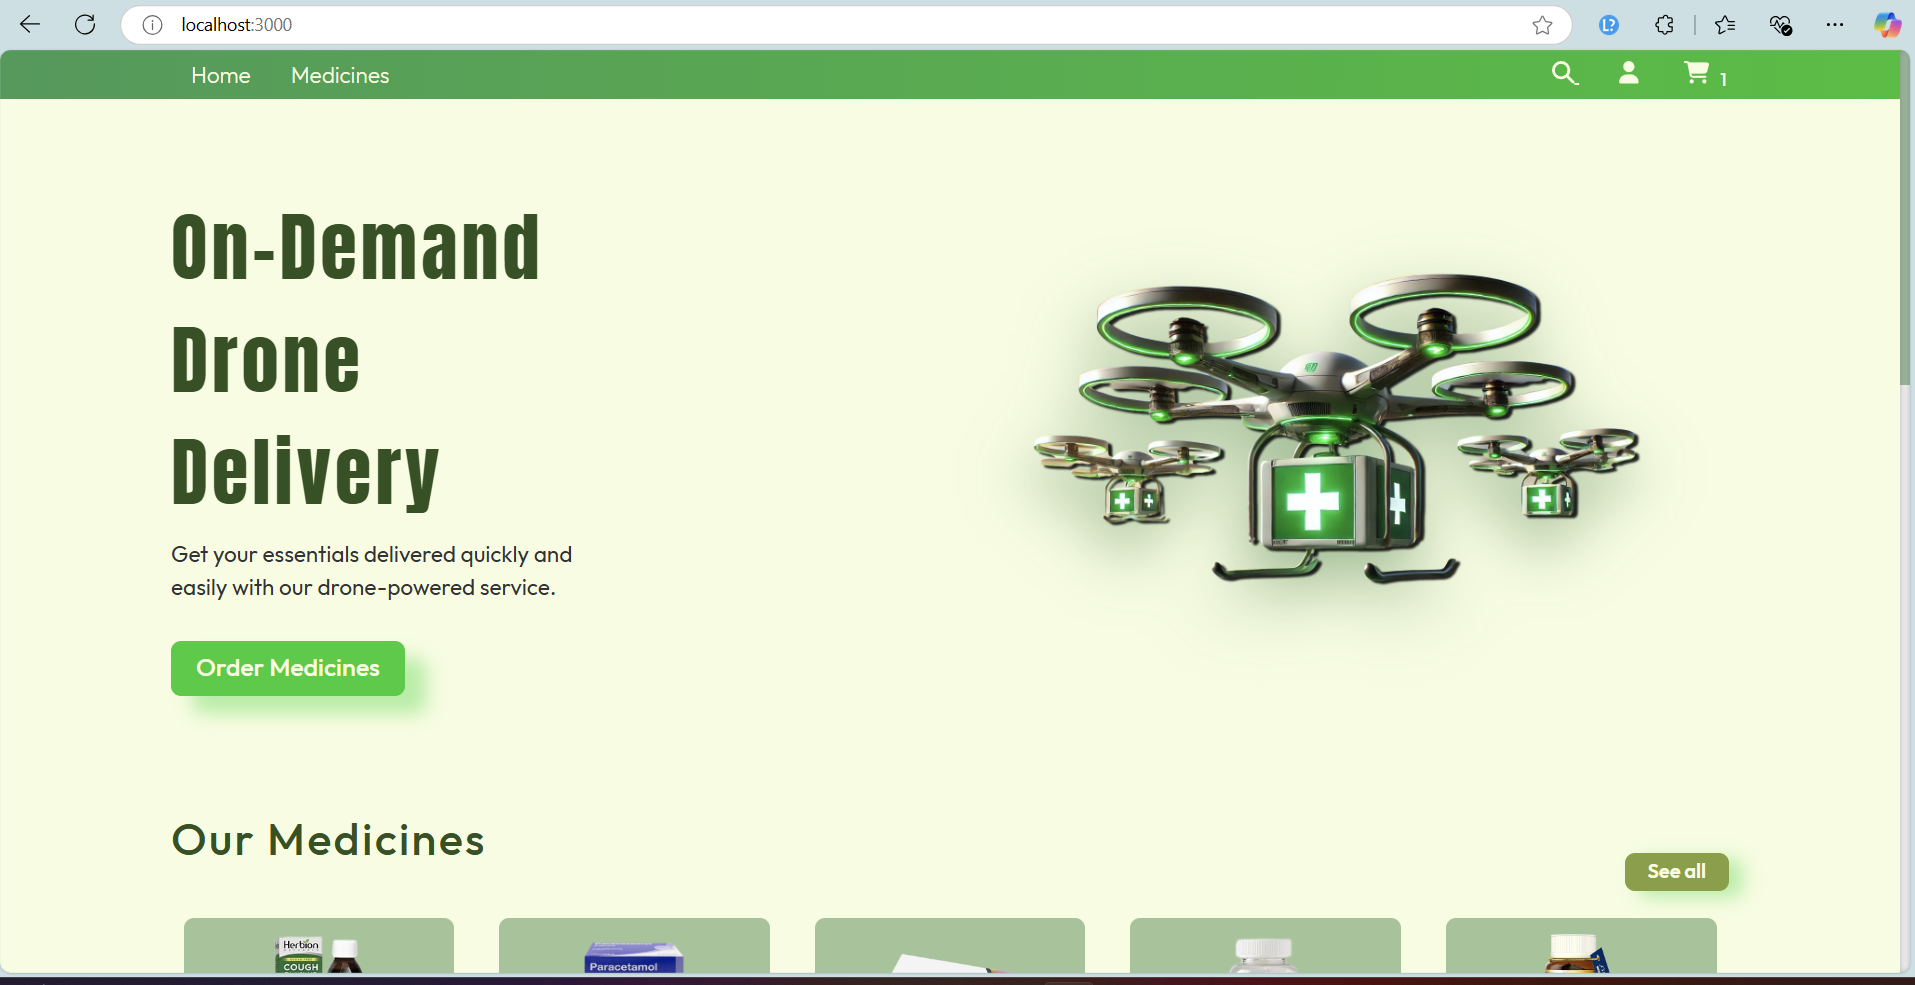 localhost:3000
Home Medicines
1
On-Demand
Drone
Delivery
Get your essentials delivered quickly and
easily with our drone-powered service.
Order Medicines
Our Medicines
See all
Herbion
COUGH
Paracetamol